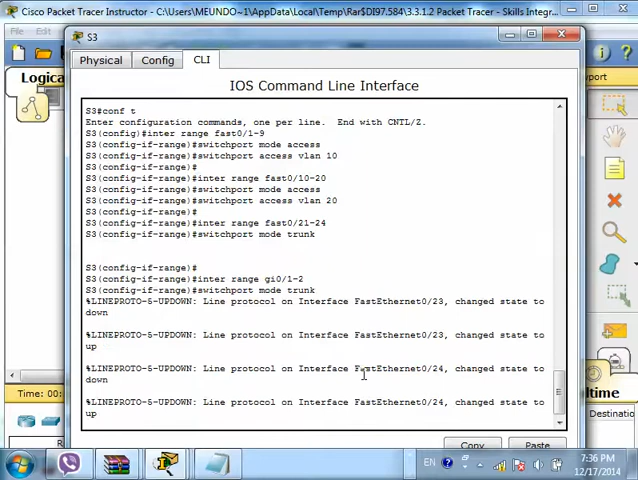 Cisco Packet Tracer Instructor - C:\Users\MEUNDO~1\AppData\Local\Temp\Rar$DI97.584\3.3.1.2 Packet Tracer - Skills Integr...
File
S3
Physical
Config
CLI
Logica
port
IOS Command Line Interface
S3#conf t
Enter configuration commands, one per line.  End with CNTL/Z.
S3(config)#inter range fast0/1-9
S3(config-if-range)#switchport mode access
S3(config-if-range)#switchport access vlan 10
S3(config-if-range)#
S3(config-if-range)#inter range fast0/10-20
S3(config-if-range)#switchport mode access
S3(config-if-range)#switchport access vlan 20
S3(config-if-range)#
S3(config-if-range)#inter range fast0/21-24
S3(config-if-range)#switchport mode trunk
S3(config-if-range)#
S3(config-if-range)#inter range gi0/1-2
S3(config-if-range)#switchport mode trunk
%LINEPROTO-5-UPDOWN: Line protocol on Interface FastEthernet0/23, changed state to
down
%LINEPROTO-5-UPDOWN: Line protocol on Interface FastEthernet0/23, changed state to
up
%LINEPROTO-5-UPDOWN: Line protocol on Interface FastEthernet0/24, changed state to
down
%LINEPROTO-5-UPDOWN: Line protocol on Interface FastEthernet0/24, changed state to
up
Time: 00:
ltime
Destinatio
Copy
Paste
EN
7:36 PM
12/17/2014